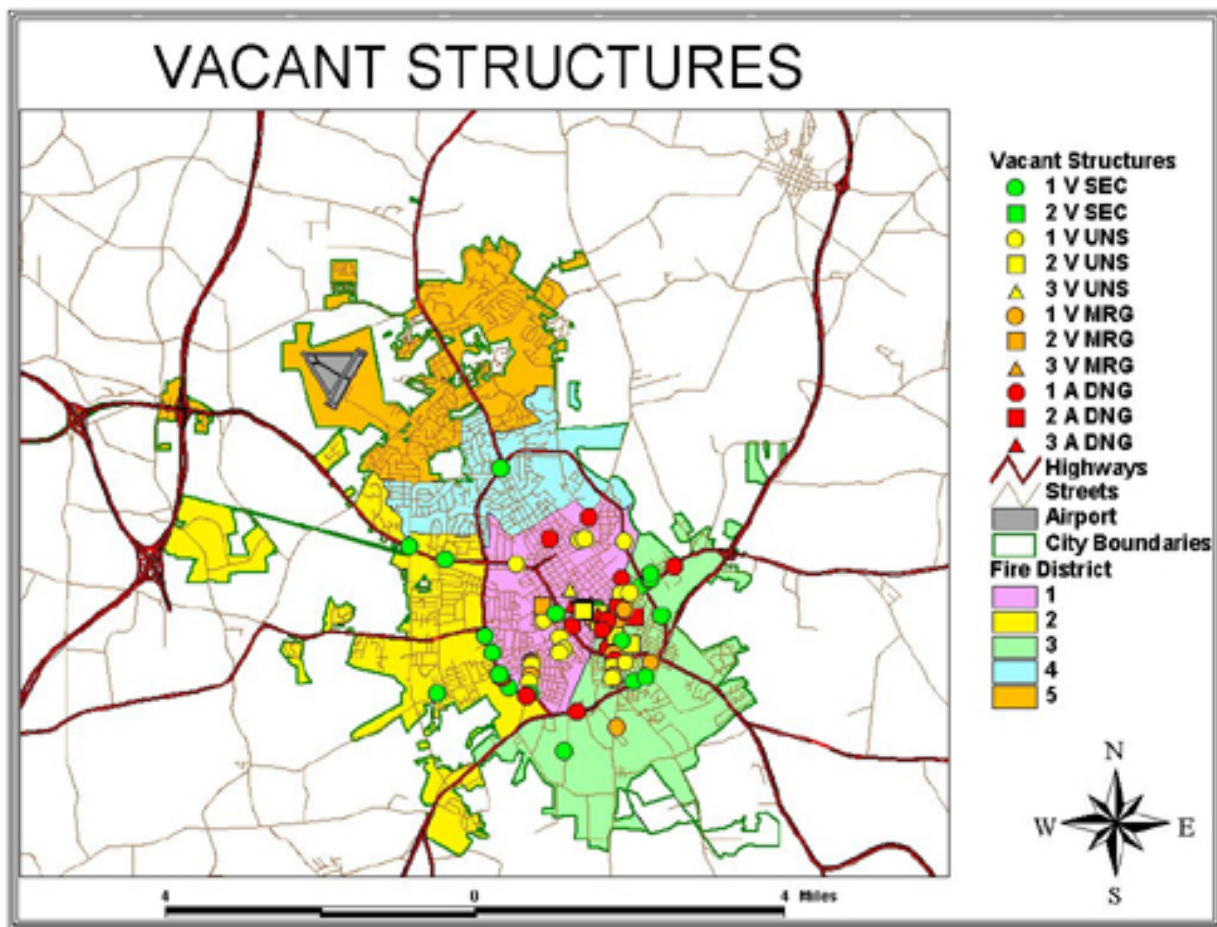 VACANT STRUCTURES
Vacant Structures
1 V SEC
2 V SEC
1 V UNS
2 V UNS
3 V UNS
1 V MRG
2 V MRG
3 V MRG
1 A DNG
2 A DNG
3 A DNG
Highways
Streets
Airport
City Boundaries
Fire District
1
2
3
4
5
N
W E
S
4 0 4 Miles